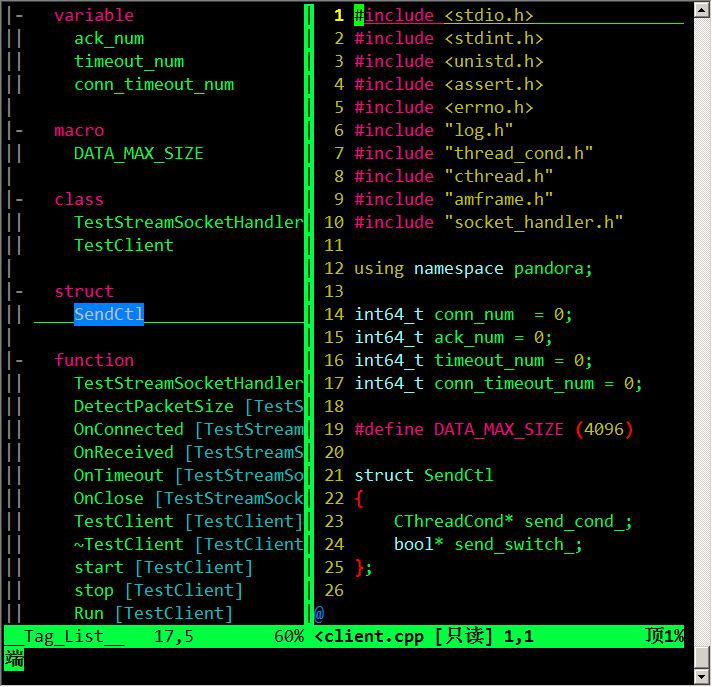 |-   variable
||     ack_num
||     timeout_num
||     conn_timeout_num
|
|-   macro
||     DATA_MAX_SIZE
|
|-   class
||     TestStreamSocketHandler
||     TestClient
|
|-   struct
||     SendCtl
|
|-   function
||     TestStreamSocketHandler
||     DetectPacketSize [TestS
||     OnConnected [TestStream
||     OnReceived [TestStreamS
||     OnTimeout [TestStreamSo
||     OnClose [TestStreamSock
||     TestClient [TestClient]
||     ~TestClient [TestClient
||     start [TestClient]
||     stop [TestClient]
||     Run [TestClient]
__Tag_List__   17,5        60%
1 #include <stdio.h>
2 #include <stdint.h>
3 #include <unistd.h>
4 #include <assert.h>
5 #include <errno.h>
6 #include "log.h"
7 #include "thread_cond.h"
8 #include "cthread.h"
9 #include "amframe.h"
10 #include "socket_handler.h"
11
12 using namespace pandora;
13
14 int64_t conn_num  = 0;
15 int64_t ack_num = 0;
16 int64_t timeout_num = 0;
17 int64_t conn_timeout_num = 0;
18
19 #define DATA_MAX_SIZE (4096)
20
21 struct SendCtl
22 {
23     CThreadCond* send_cond_;
24     bool* send_switch_;
25 };
26
@
<client.cpp [只读] 1,1           顶1%
端